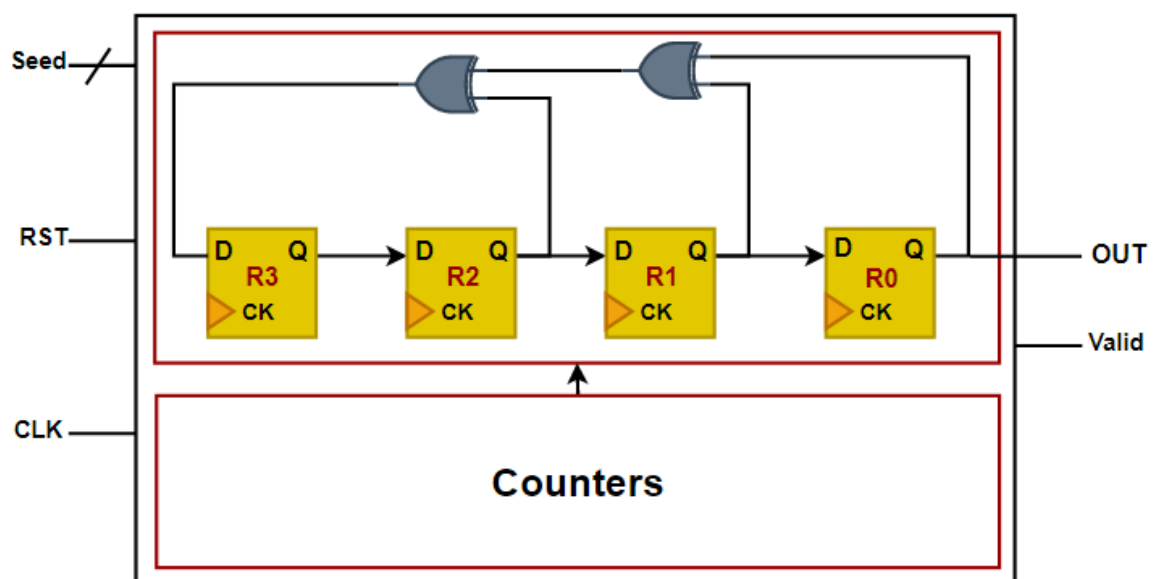 Seed
D Q D Q D Q D Q
RST
OUT
R3 R2 R1 R0
CK CK CK CK
Valid
CLK
Counters